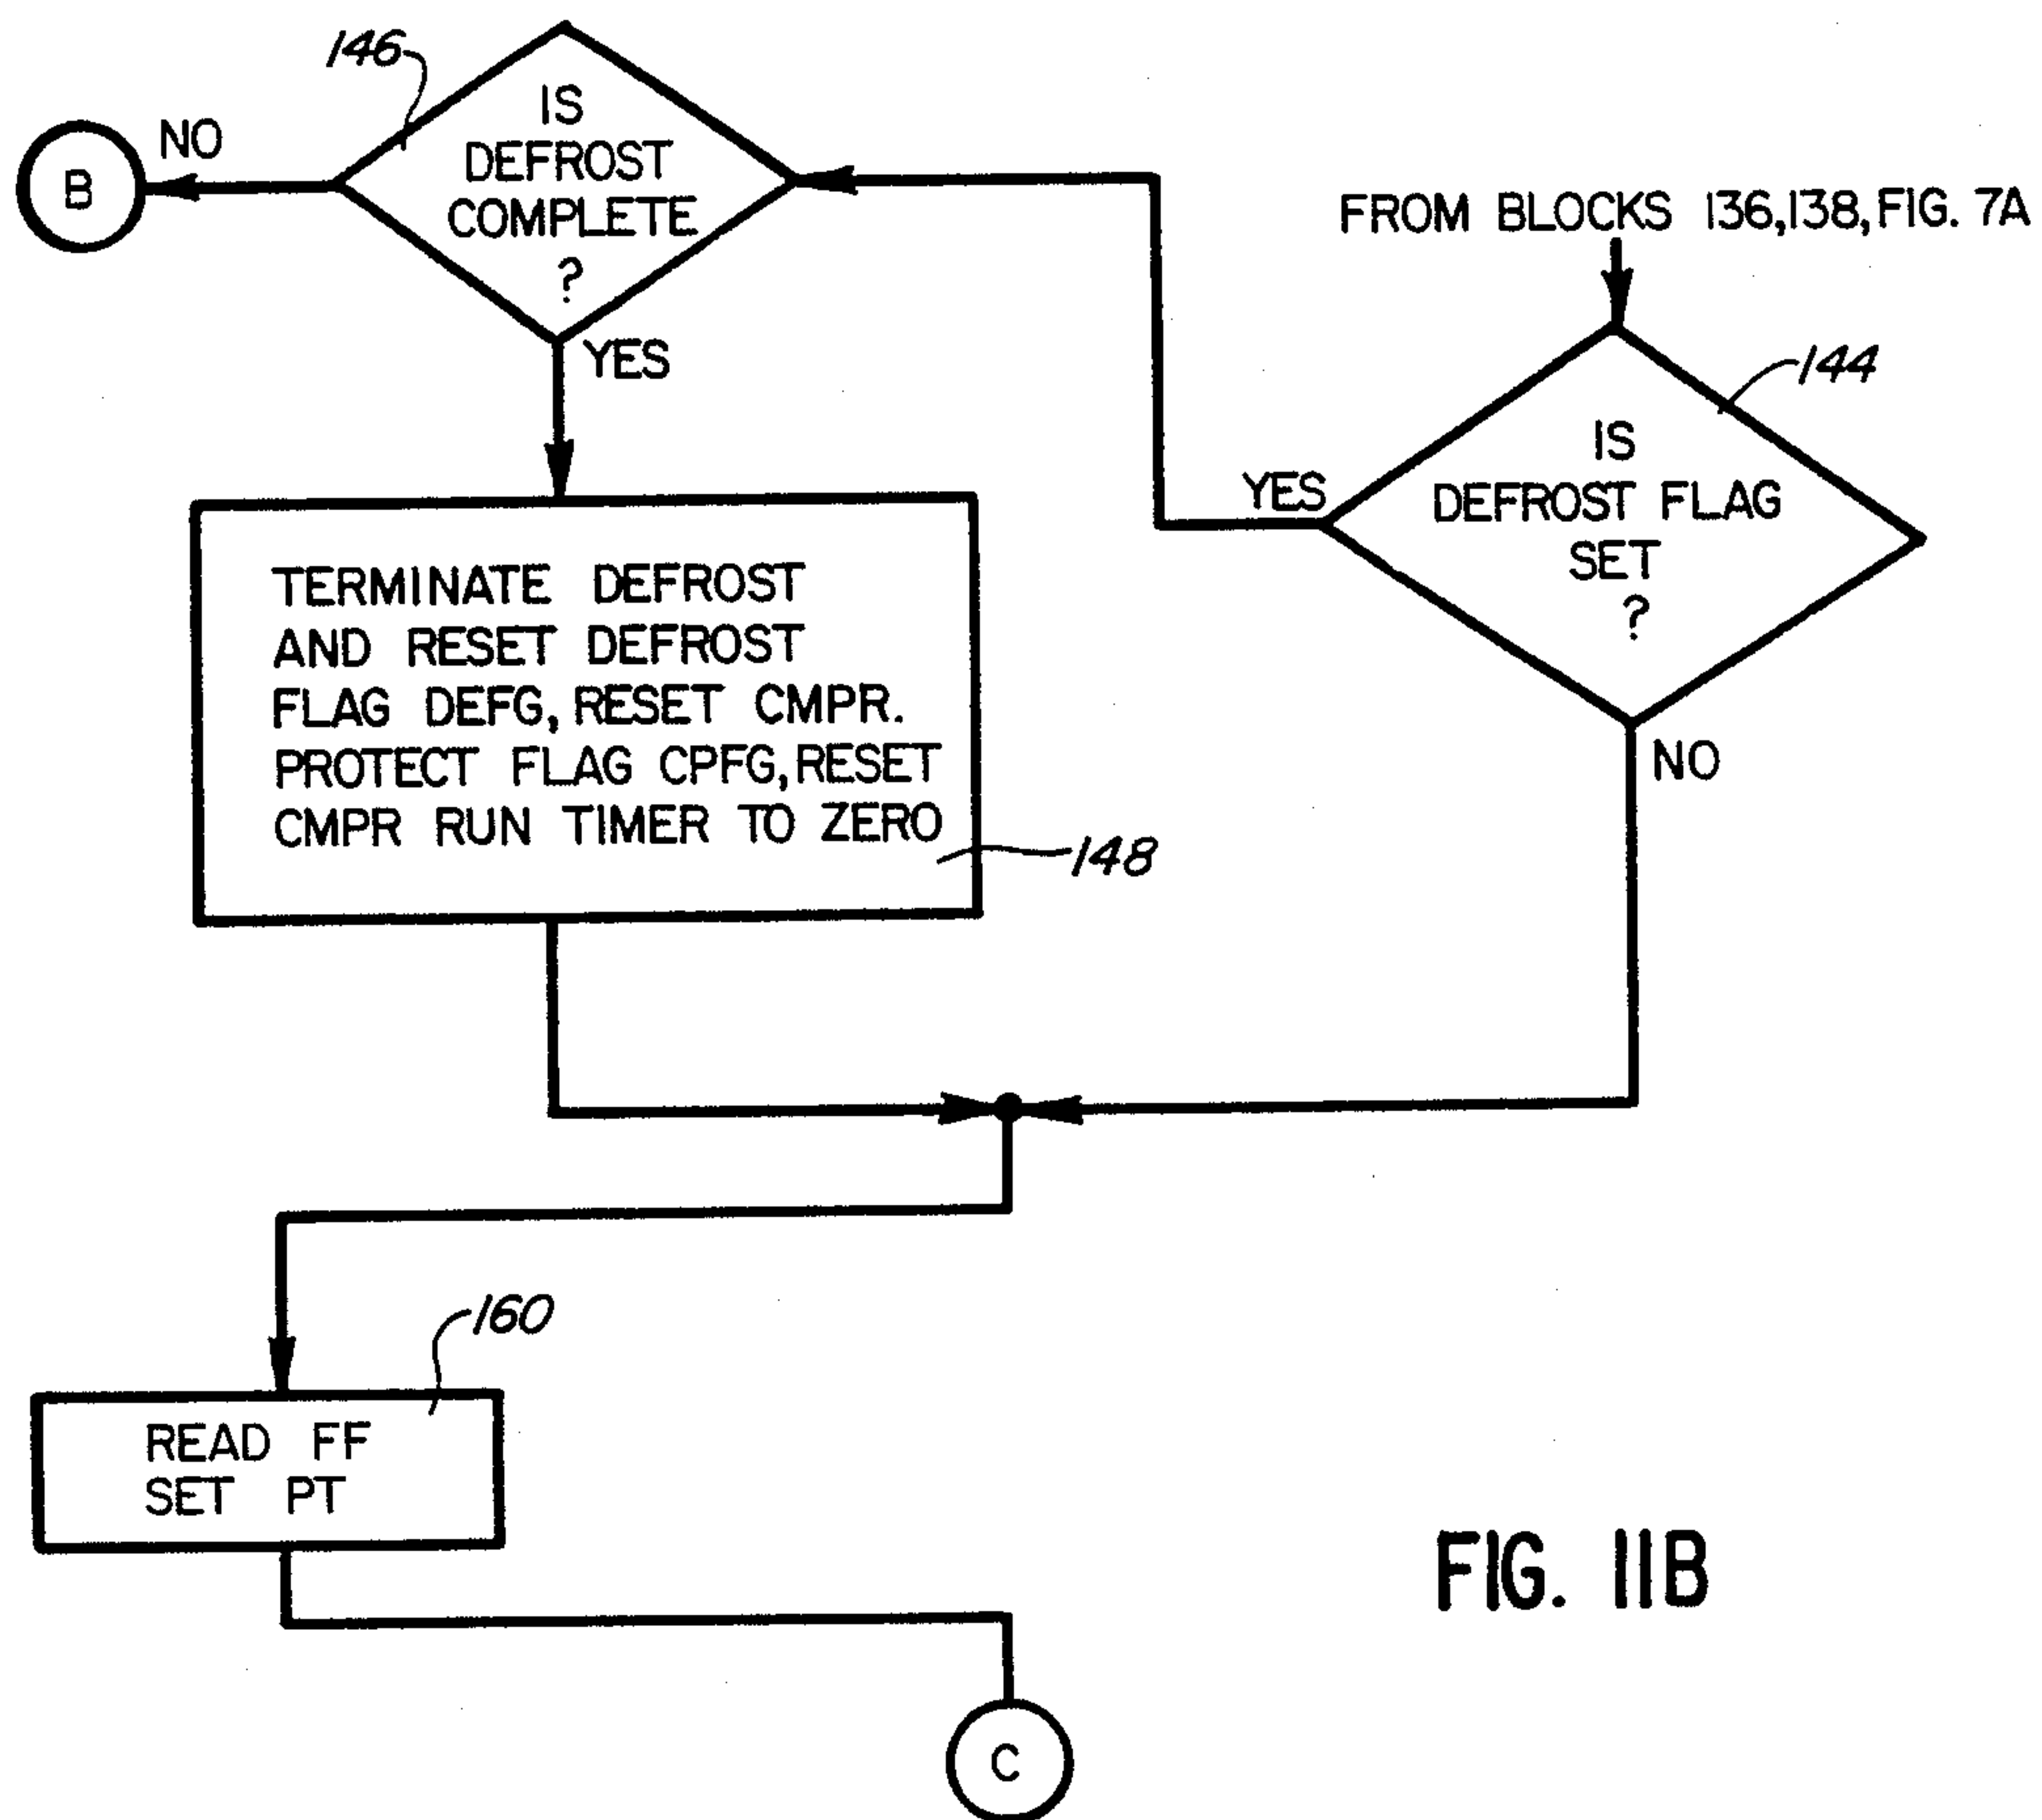 146
IS
DEFROST
COMPLETE
?
NO
B
YES
FROM BLOCKS 136,138,FIG. 7A
144
IS
DEFROST FLAG
SET
?
YES
NO
TERMINATE DEFROST
AND RESET DEFROST
FLAG DEFG,RESET CMPR.
PROTECT FLAG CPFG,RESET
CMPR RUN TIMER TO ZERO
148
160
READ FF
SET PT
C
FIG. 11B